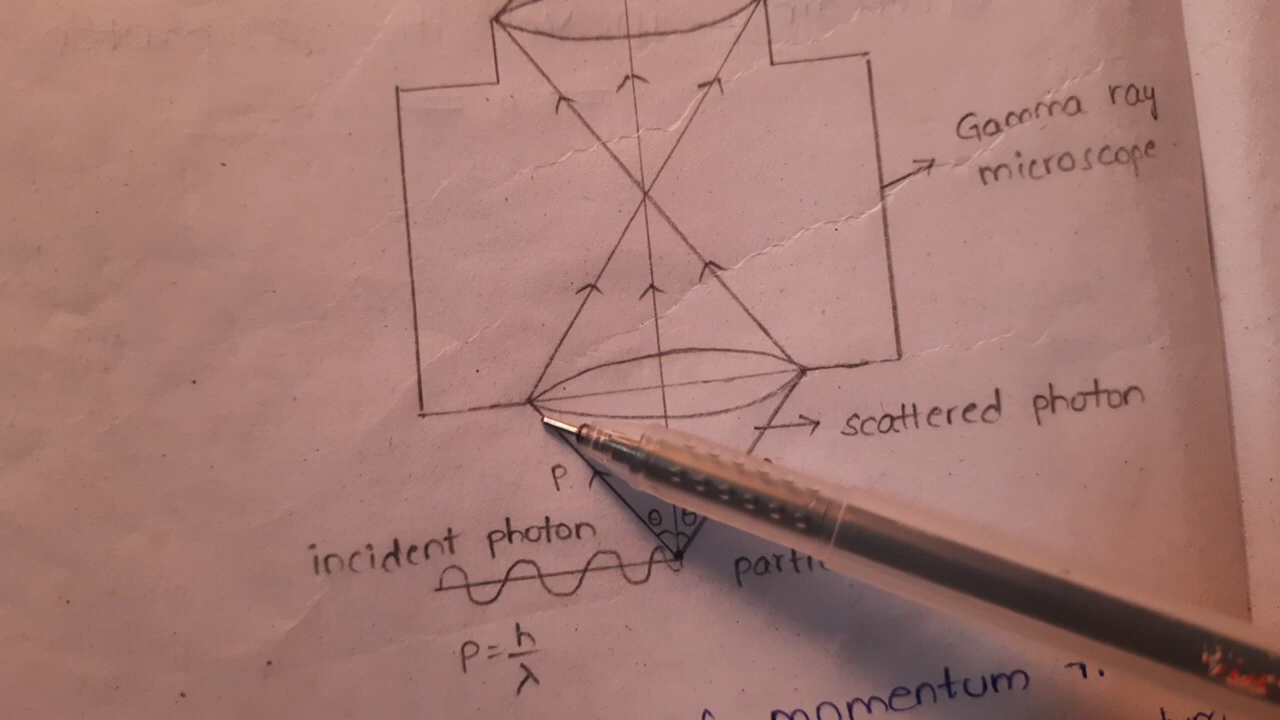 Gamma ray
microscope
scattered photon
P
θ θ
incident photon
P = h/λ
momentum